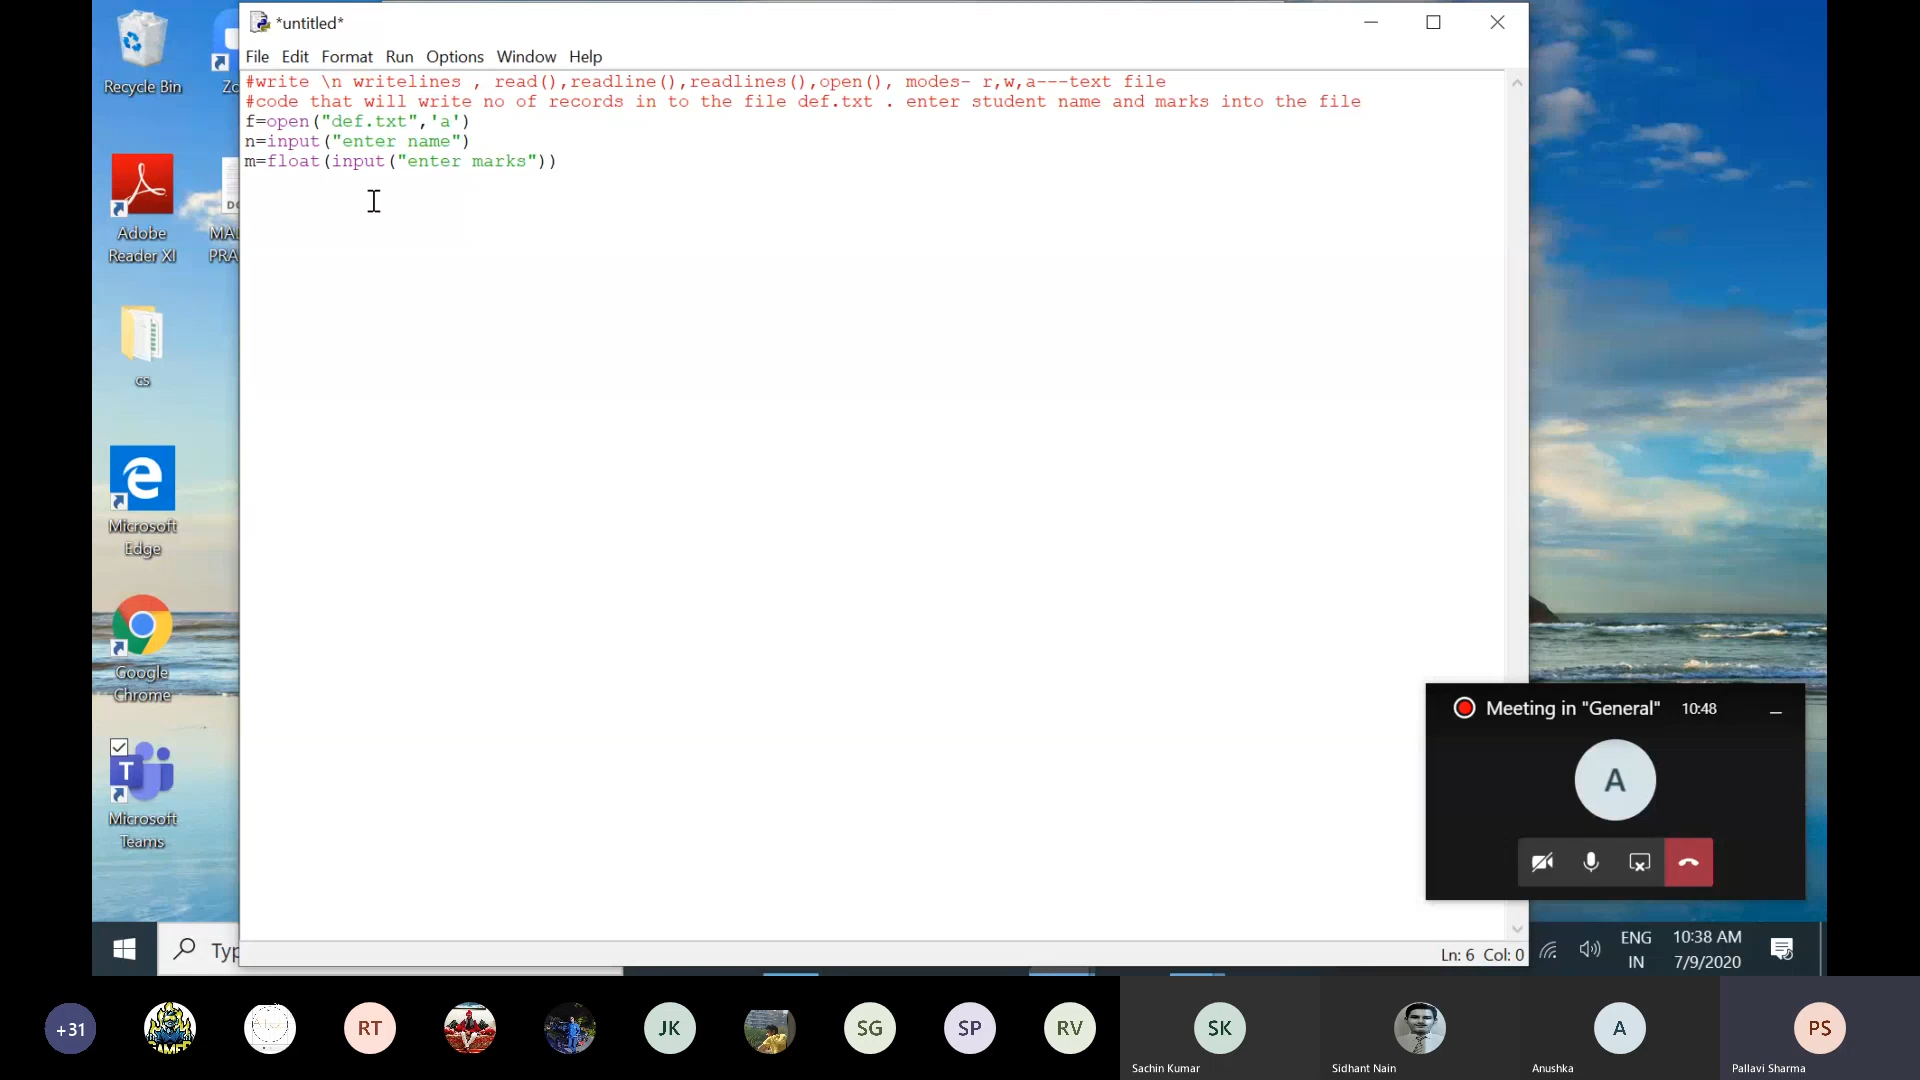 *untitled*
File Edit Format Run Options Window Help
#write \n writelines , read(),readline(),readlines(),open(), modes- r,w,a---text file
#code that will write no of records in to the file def.txt . enter student name and marks into the file
f=open("def.txt",'a')
n=input("enter name")
m=float(input("enter marks"))
Recycle Bin
Zo
Adobe
Reader XI
MAI
PRA
cs
Microsoft
Edge
Google
Chrome
T
Microsoft
Teams
Meeting in "General" 10:48
A
Ln: 6 Col: 0
Typ
ENG
IN
10:38 AM
7/9/2020
+31
RT
JK
SG
SP
RV
SK
A
PS
Sachin Kumar
Sidhant Nain
Anushka
Pallavi Sharma